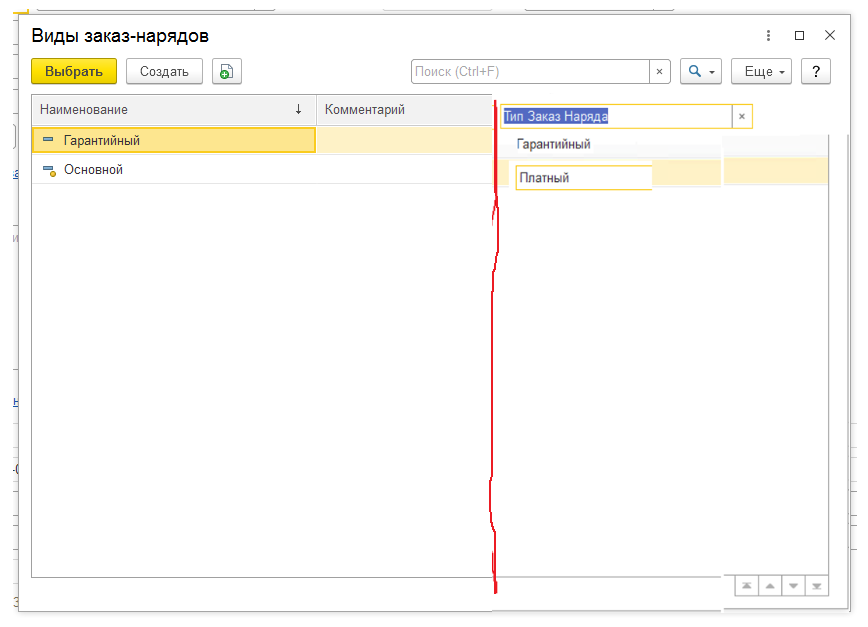 Виды заказ-нарядов
Выбрать Создать Поиск (Ctrl+F) × Еще ?
Наименование ↓ Комментарий
Тип Заказ Наряда ×
Гарантийный
Основной
Гарантийный
Платный